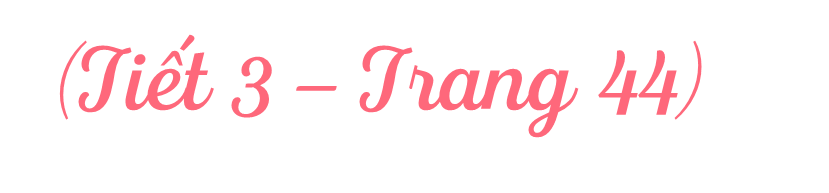 (Tiết 3 – Trang 44)